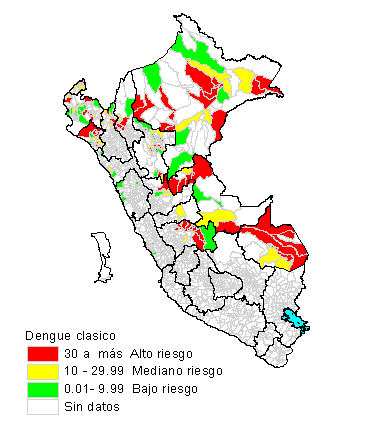 Dengue clasico
30 a más Alto riesgo
10 - 29.99 Mediano riesgo
0.01- 9.99 Bajo riesgo
Sin datos